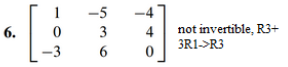 6. [ 1 -5 -4
0 3 4
-3 6 0 ]
not invertible, R3+
3R1->R3